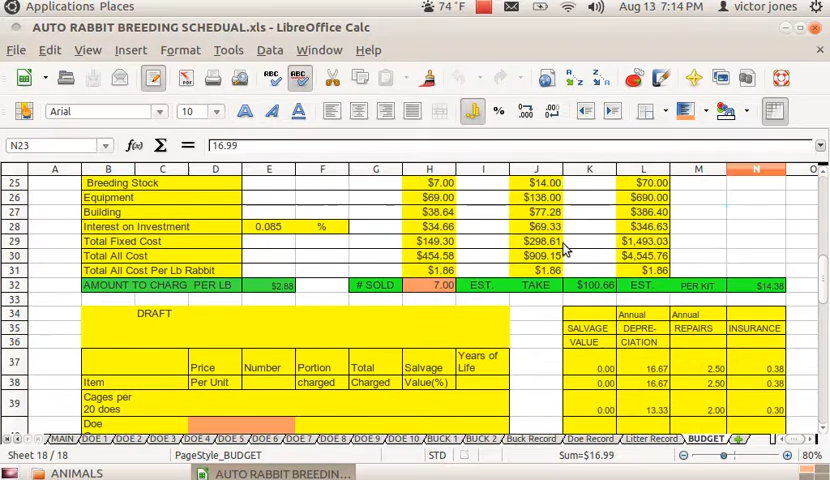 Applications Places 74 °F Aug 13 7:14 PM victor jones
AUTO RABBIT BREEDING SCHEDUAL.xls - LibreOffice Calc
File Edit View Insert Format Tools Data Window Help
Arial 10
N23 16.99
A B C D E F G H I J K L M N O
25 Breeding Stock $7.00 $14.00 $70.00
26 Equipment $69.00 $138.00 $690.00
27 Building $38.64 $77.28 $386.40
28 Interest on Investment 0.085 % $34.66 $69.33 $346.63
29 Total Fixed Cost $149.30 $298.61 $1,493.03
30 Total All Cost $454.58 $909.15 $4,545.76
31 Total All Cost Per Lb Rabbit $1.86 $1.86 $1.86
32 AMOUNT TO CHARG PER LB $2.88 # SOLD 7.00 EST. TAKE $100.66 EST. PER KIT $14.38
33
34 DRAFT Annual Annual
35 SALVAGE DEPRE- REPAIRS INSURANCE
36 VALUE CIATION
37 Price Number Portion Total Salvage Years of Life 0.00 16.67 2.50 0.38
38 Item Per Unit charged Charged Value(%) 0.00 16.67 2.50 0.38
39 Cages per 20 does 0.00 13.33 2.00 0.30
Doe
MAIN DOE 1 DOE 2 DOE 3 DOE 4 DOE 5 DOE 6 DOE 7 DOE 8 DOE 9 DOE 10 BUCK 1 BUCK 2 Buck Record Doe Record Litter Record BUDGET
Sheet 18 / 18 PageStyle_BUDGET STD Sum=$16.99 80%
ANIMALS AUTO RABBIT BREEDIN...